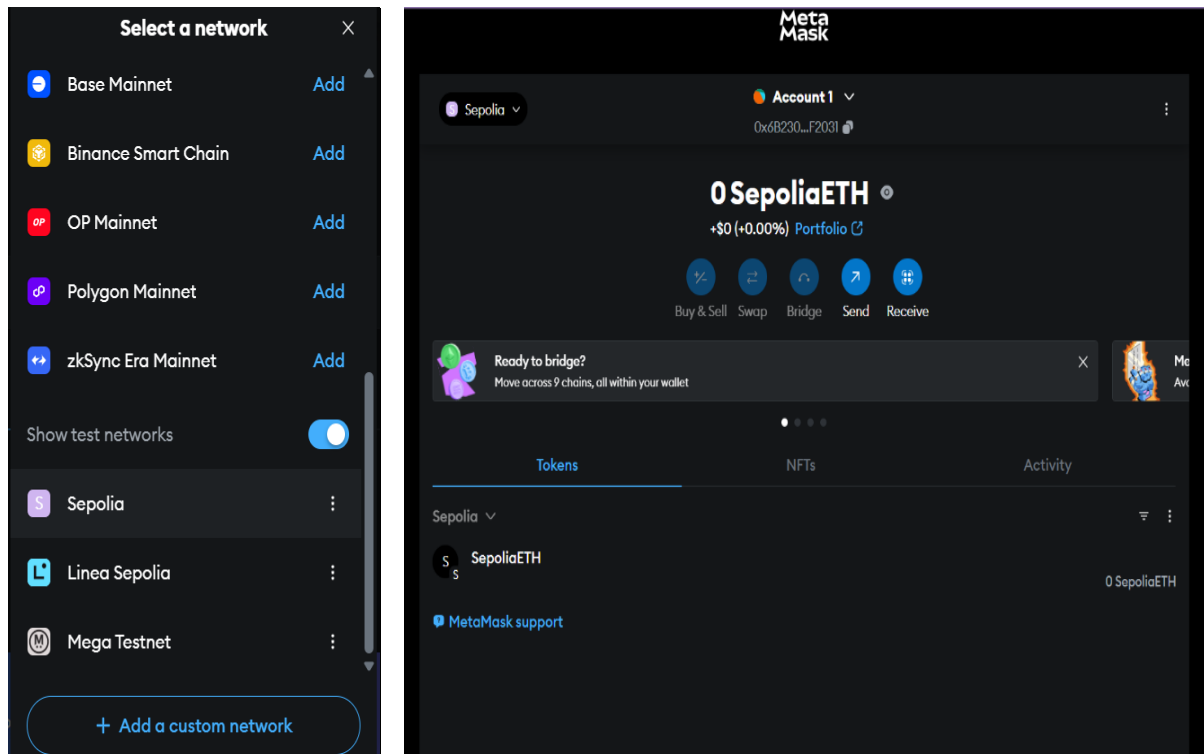 Select a network
Base Mainnet Add
Binance Smart Chain Add
OP
OP Mainnet Add
Polygon Mainnet Add
zkSync Era Mainnet Add
Show test networks
S Sepolia
L Linea Sepolia
M Mega Testnet
+ Add a custom network
Meta
Mask
S Sepolia
Account 1
0x6B230...F2031
0 SepoliaETH
+$0 (+0.00%) Portfolio
Buy & Sell Swap Bridge Send Receive
Ready to bridge?
Move across 9 chains, all within your wallet
Ma
Ava
Tokens NFTs Activity
Sepolia
S
S
SepoliaETH
0 SepoliaETH
MetaMask support